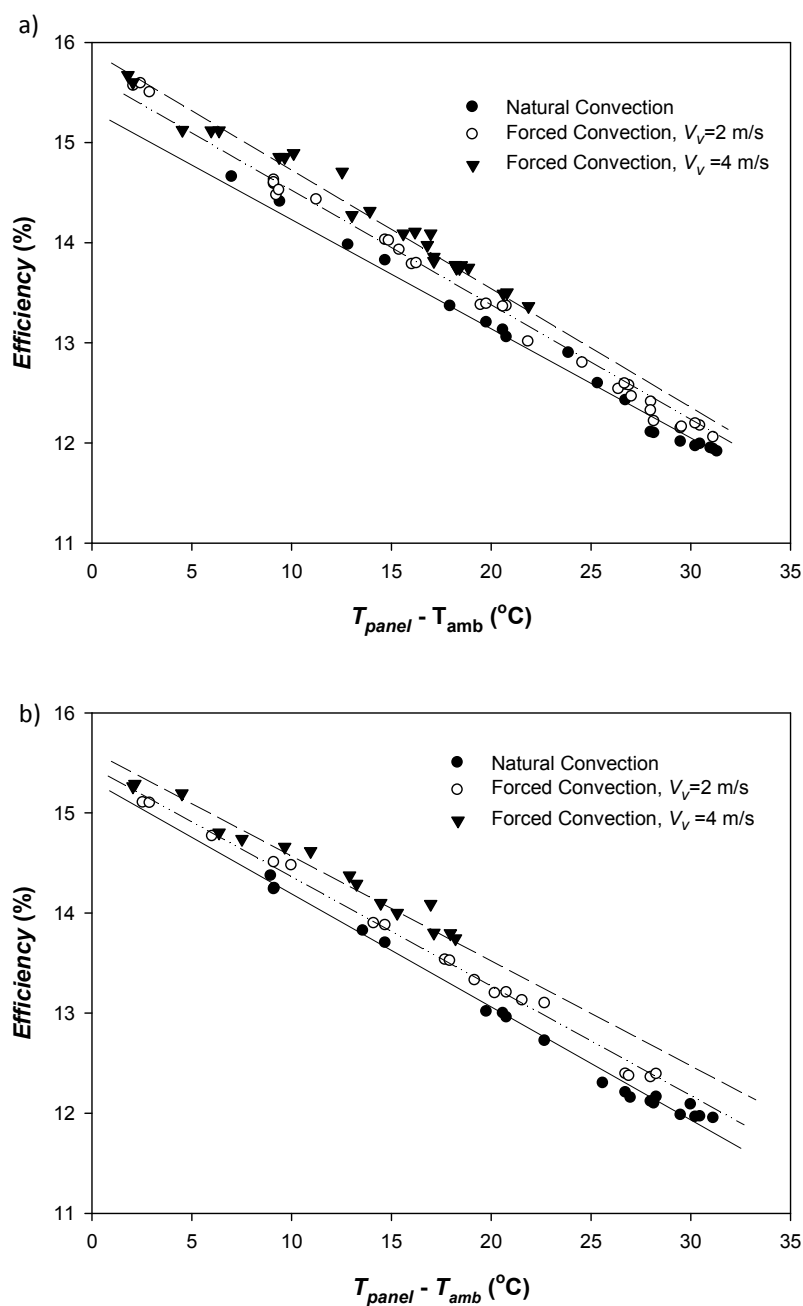 a)
16
15
14
13
12
11
Efficiency (%)
Natural Convection
Forced Convection, Vv=2 m/s
Forced Convection, Vv =4 m/s
0 5 10 15 20 25 30 35
Tpanel - Tamb (oC)
b)
16
15
14
13
12
11
Efficiency (%)
Natural Convection
Forced Convection, Vv=2 m/s
Forced Convection, Vv =4 m/s
0 5 10 15 20 25 30 35
Tpanel - Tamb (oC)